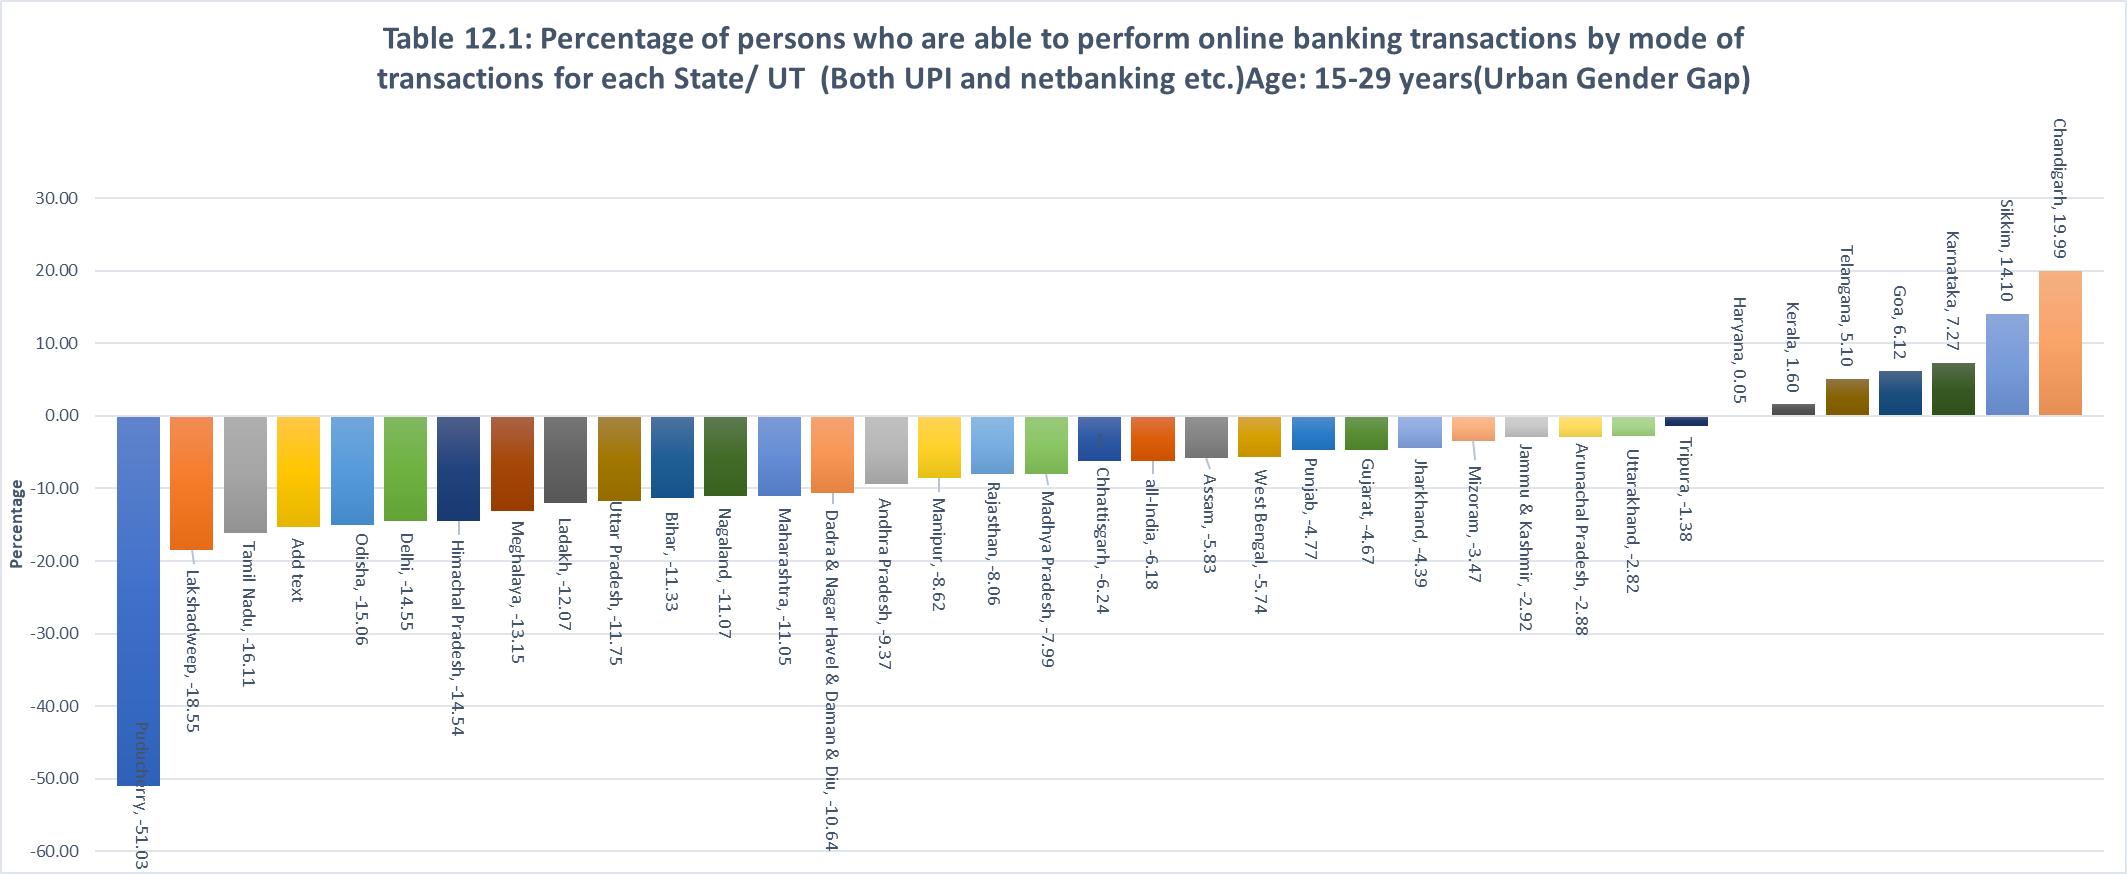 Table 12.1: Percentage of persons who are able to perform online banking transactions by mode of
transactions for each State/ UT  (Both UPI and netbanking etc.)Age: 15-29 years(Urban Gender Gap)
Percentage
30.00
20.00
10.00
0.00
-10.00
-20.00
-30.00
-40.00
-50.00
-60.00
Puducherry, -51.03
Lakshadweep, -18.55
Tamil Nadu, -16.11
Add text
Odisha, -15.06
Delhi, -14.55
Himachal Pradesh, -14.54
Meghalaya, -13.15
Ladakh, -12.07
Uttar Pradesh, -11.75
Bihar, -11.33
Nagaland, -11.07
Maharashtra, -11.05
Dadra & Nagar Havel & Daman & Diu, -10.64
Andhra Pradesh, -9.37
Manipur, -8.62
Rajasthan, -8.06
Madhya Pradesh, -7.99
Chhattisgarh, -6.24
all-India, -6.18
Assam, -5.83
West Bengal, -5.74
Punjab, -4.77
Gujarat, -4.67
Jharkhand, -4.39
Mizoram, -3.47
Jammu & Kashmir, -2.92
Arunachal Pradesh, -2.88
Uttarakhand, -2.82
Tripura, -1.38
Haryana, 0.05
Kerala, 1.60
Telangana, 5.10
Goa, 6.12
Karnataka, 7.27
Sikkim, 14.10
Chandigarh, 19.99